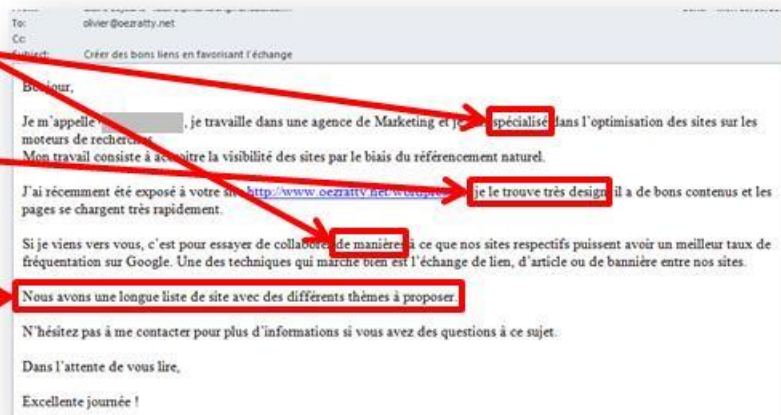 To: olivier@oezratty.net
Cc
Subject: Créer des bons liens en favorisant l'échange
Bonjour,
Je m'appelle , je travaille dans une agence de Marketing et je spécialisé dans l'optimisation des sites sur les
moteurs de recherches
Mon travail consiste à accroitre la visibilité des sites par le biais du référencement naturel.
J'ai récemment été exposé à votre site http://www.oezratty.net/wordpress je le trouve très design il a de bons contenus et les
pages se chargent très rapidement.
Si je viens vers vous, c'est pour essayer de collaborer de manières à ce que nos sites respectifs puissent avoir un meilleur taux de
fréquentation sur Google. Une des techniques qui marche bien est l'échange de lien, d'article ou de bannière entre nos sites.
Nous avons une longue liste de site avec des différents thèmes à proposer.
N'hésitez pas à me contacter pour plus d'informations si vous avez des questions à ce sujet.
Dans l'attente de vous lire,
Excellente journée !